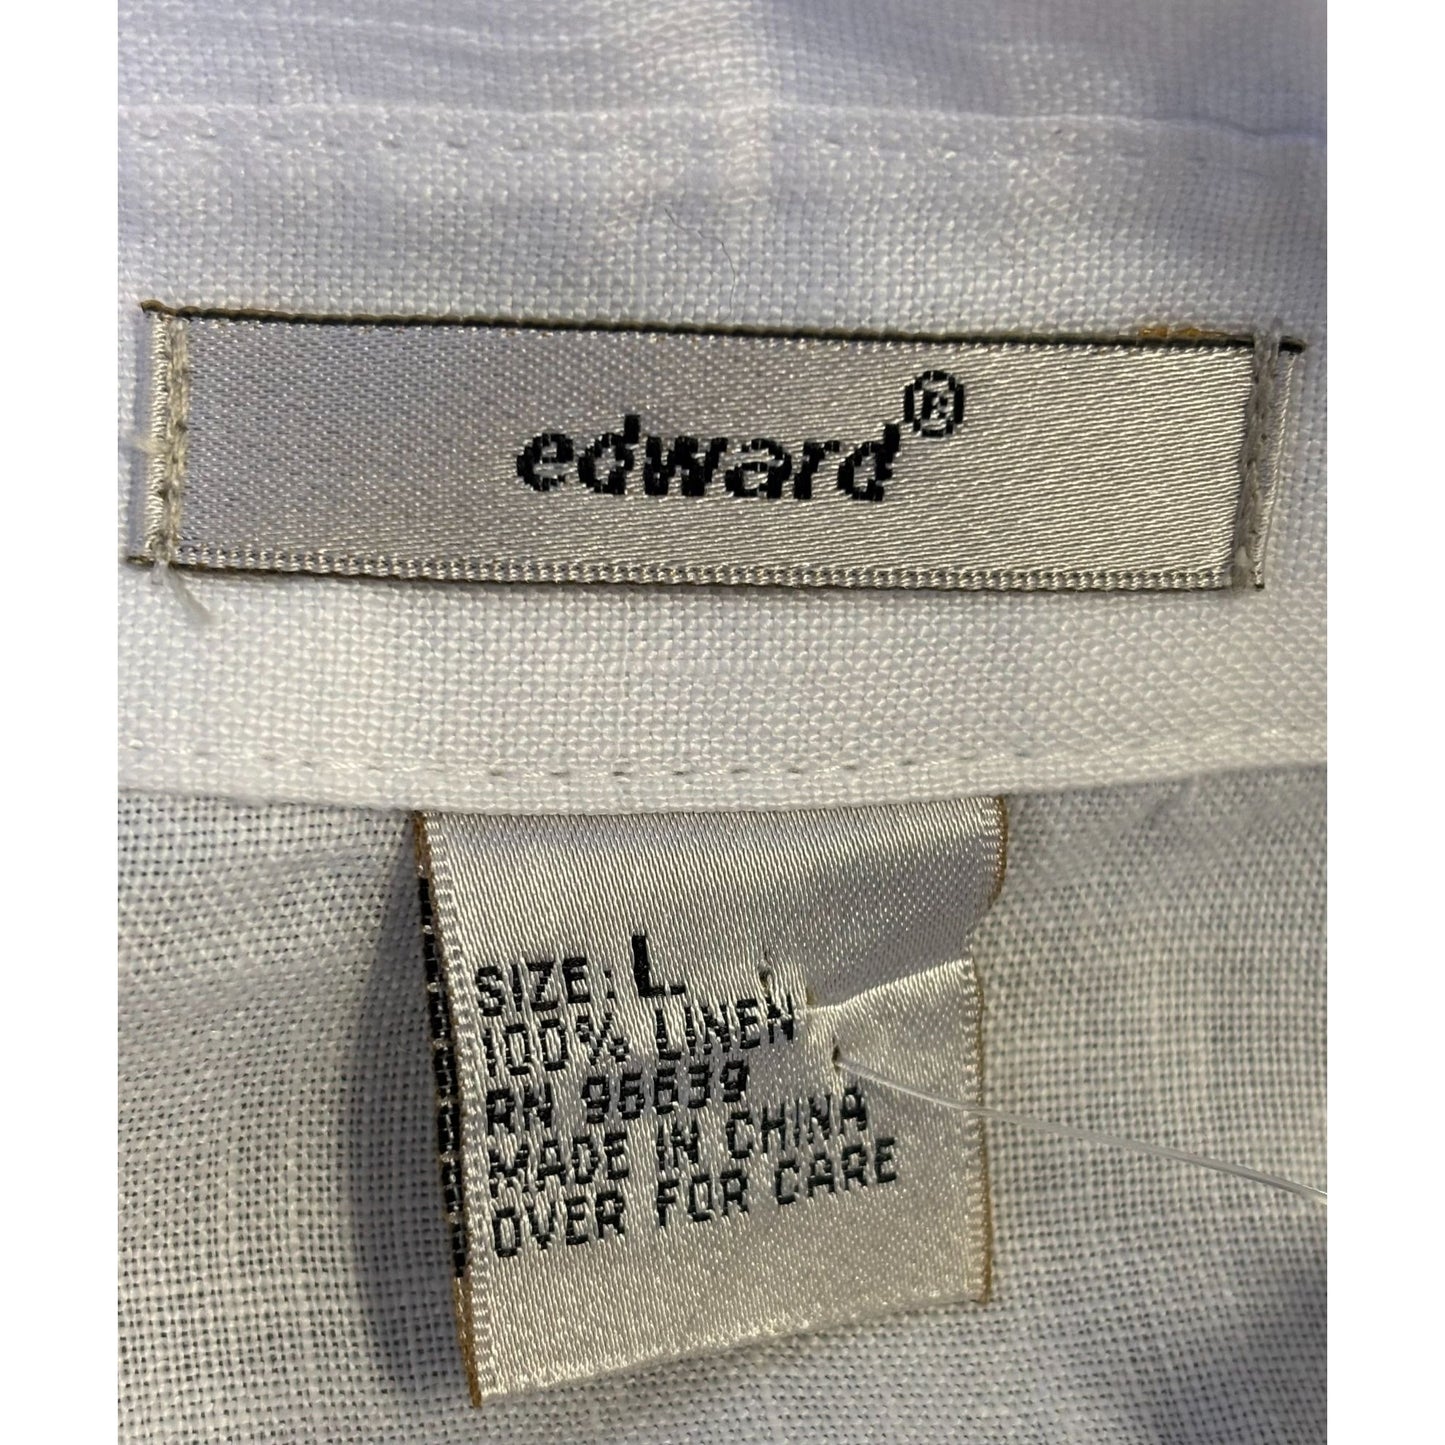 edward®
SIZE: L
100% LINEN
RN 96639
MADE IN CHINA
OVER FOR CARE